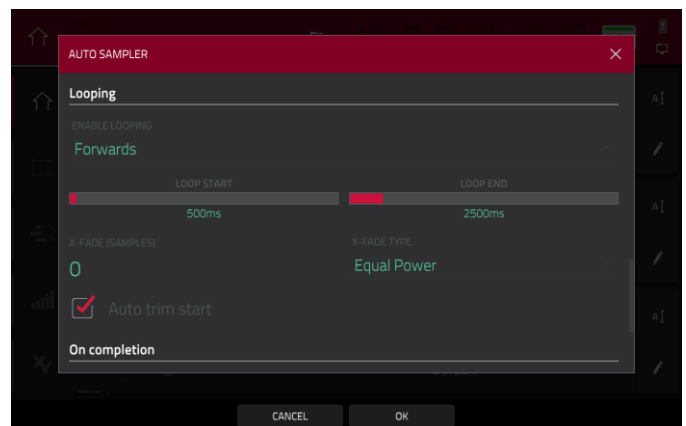 AUTO SAMPLER
Looping
ENABLE LOOPING
Forwards
LOOP START
LOOP END
500ms
2500ms
X-FADE (SAMPLES)
X-FADE TYPE
0
Equal Power
Auto trim start
On completion
CANCEL
OK